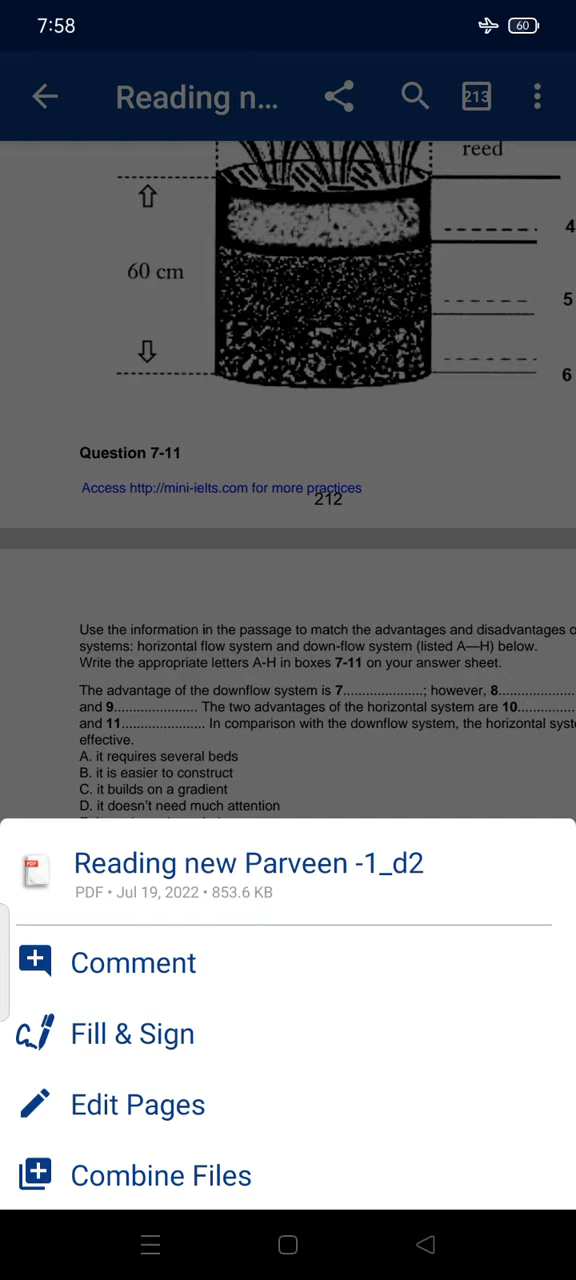 7:58
60
Reading n...
213
reed
4
60 cm
5
6
Question 7-11
Access http://mini-ielts.com for more practices
212
Use the information in the passage to match the advantages and disadvantages o
systems: horizontal flow system and down-flow system (listed A—H) below.
Write the appropriate letters A-H in boxes 7-11 on your answer sheet.
The advantage of the downflow system is 7.....................; however, 8...................
and 9..................... The two advantages of the horizontal system are 10...............
and 11..................... In comparison with the downflow system, the horizontal syst
effective.
A. it requires several beds
B. it is easier to construct
C. it builds on a gradient
D. it doesn't need much attention
PDF
Reading new Parveen -1_d2
PDF • Jul 19, 2022 • 853.6 KB
Comment
Fill & Sign
Edit Pages
Combine Files